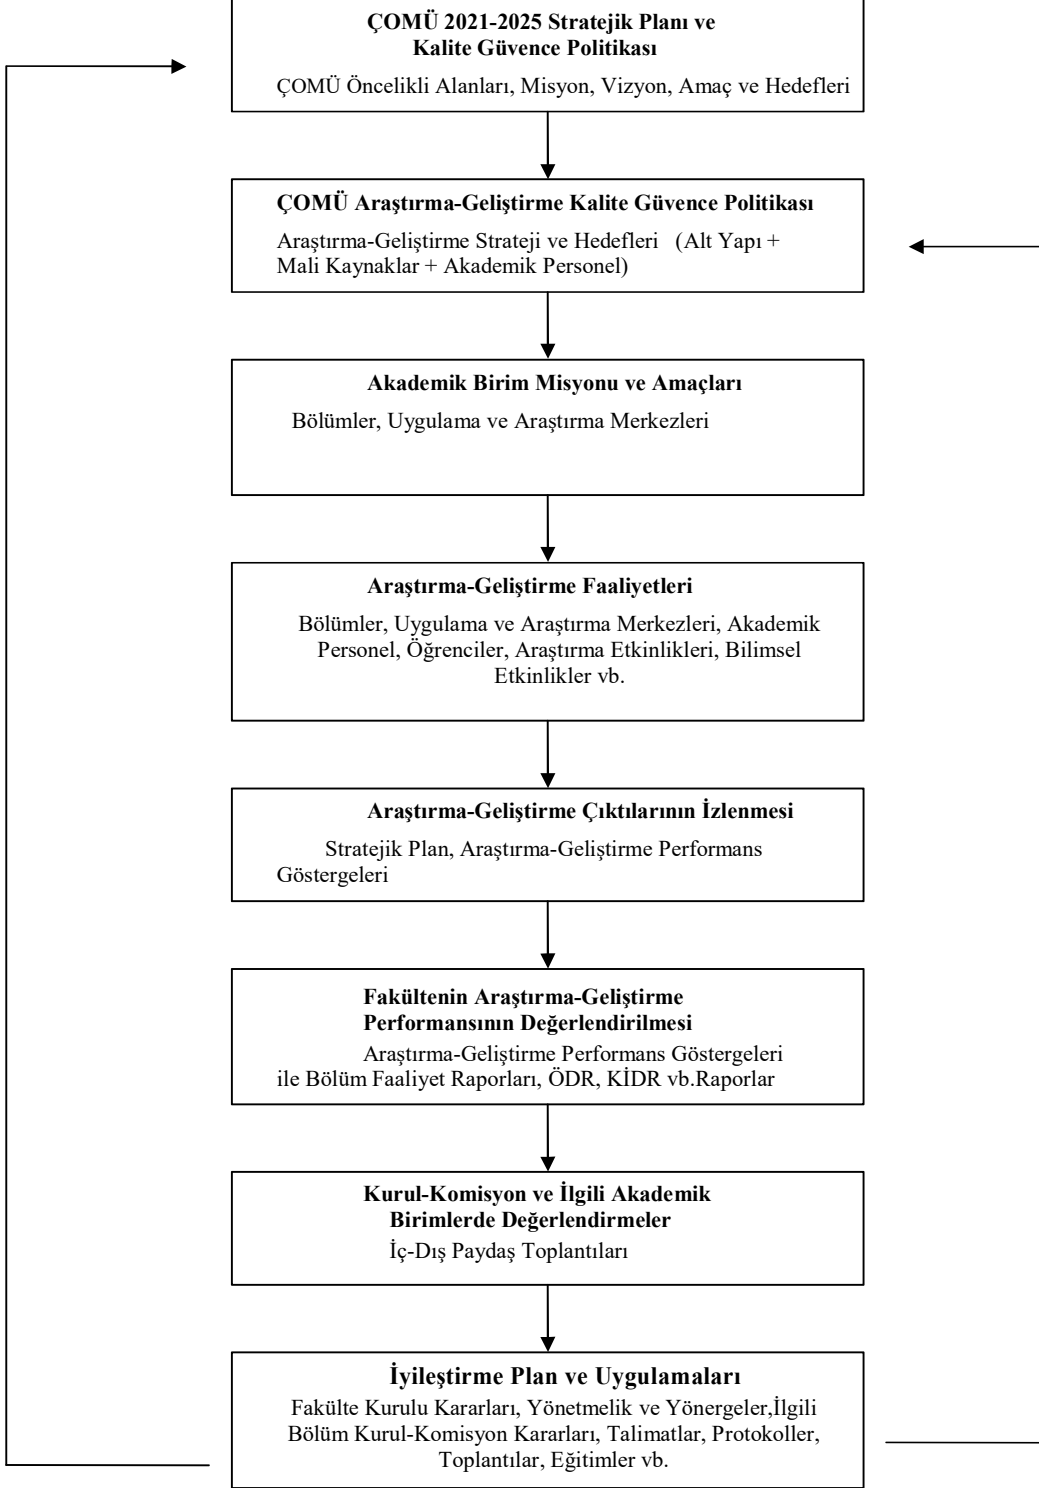 ÇOMÜ 2021-2025 Stratejik Planı ve
Kalite Güvence Politikası
ÇOMÜ Öncelikli Alanları, Misyon, Vizyon, Amaç ve Hedefleri
ÇOMÜ Araştırma-Geliştirme Kalite Güvence Politikası
Araştırma-Geliştirme Strateji ve Hedefleri (Alt Yapı +
Mali Kaynaklar + Akademik Personel)
Akademik Birim Misyonu ve Amaçları
Bölümler, Uygulama ve Araştırma Merkezleri
Araştırma-Geliştirme Faaliyetleri
Bölümler, Uygulama ve Araştırma Merkezleri, Akademik
Personel, Öğrenciler, Araştırma Etkinlikleri, Bilimsel
Etkinlikler vb.
Araştırma-Geliştirme Çıktılarının İzlenmesi
Stratejik Plan, Araştırma-Geliştirme Performans
Göstergeleri
Fakültenin Araştırma-Geliştirme
Performansının Değerlendirilmesi
Araştırma-Geliştirme Performans Göstergeleri
ile Bölüm Faaliyet Raporları, ÖDR, KİDR vb.Raporlar
Kurul-Komisyon ve İlgili Akademik
Birimlerde Değerlendirmeler
İç-Dış Paydaş Toplantıları
İyileştirme Plan ve Uygulamaları
Fakülte Kurulu Kararları, Yönetmelik ve Yönergeler,İlgili
Bölüm Kurul-Komisyon Kararları, Talimatlar, Protokoller,
Toplantılar, Eğitimler vb.